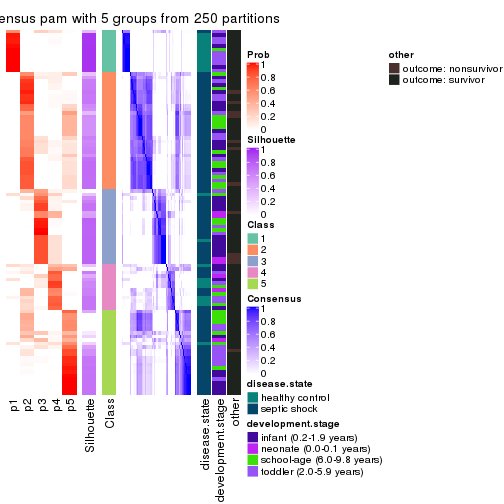 ensus pam with 5 groups from 250 partitions
Prob
1
0.8
0.6
0.4
0.2
0
Silhouette
1
0.8
0.6
0.4
0.2
0
Class
1
2
3
4
5
Consensus
1
0.8
0.6
0.4
0.2
0
disease.state
healthy control
septic shock
development.stage
infant (0.2-1.9 years)
neonate (0.0-0.1 years)
school-age (6.0-9.8 years)
toddler (2.0-5.9 years)
other
outcome: nonsurvivor
outcome: survivor
p1
p2
p3
p4
p5
Silhouette
Class
disease.state
development.stage
other